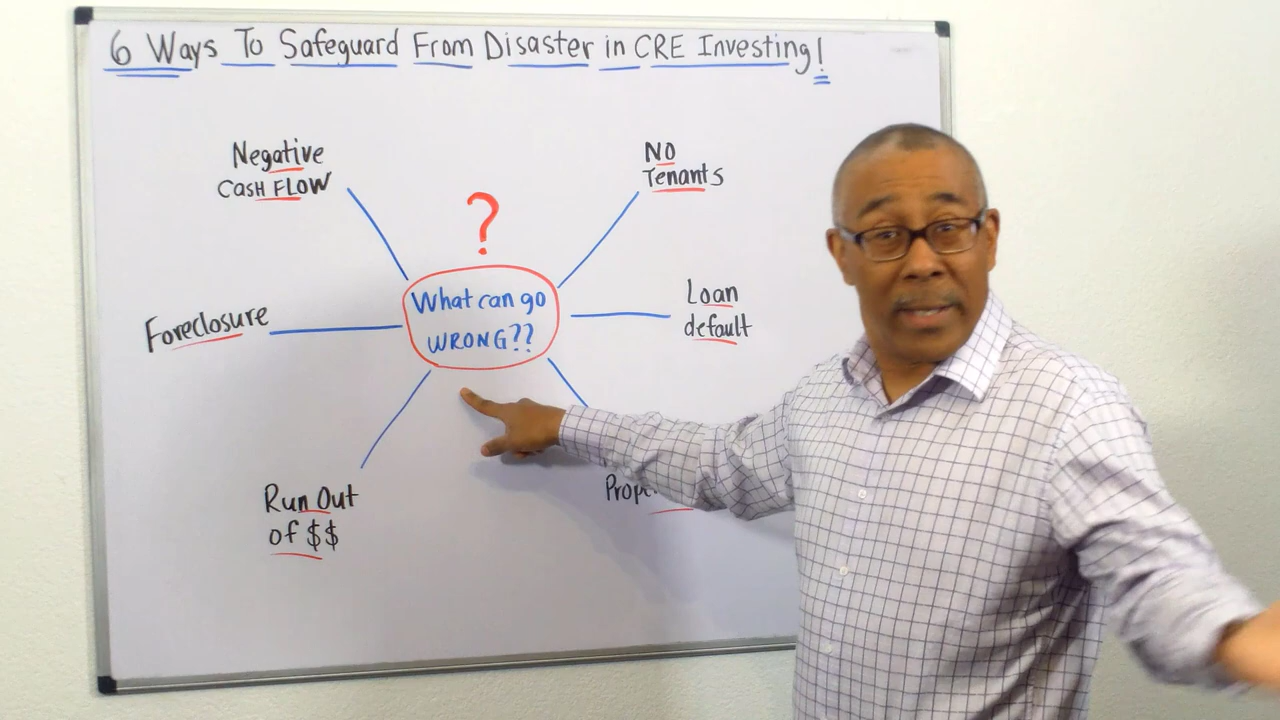 6 Ways To Safeguard From Disaster in CRE Investing!
Negative
CASH FLOW
NO
Tenants
?
What can go
WRONG??
Foreclosure
Loan
default
Run Out
of $$